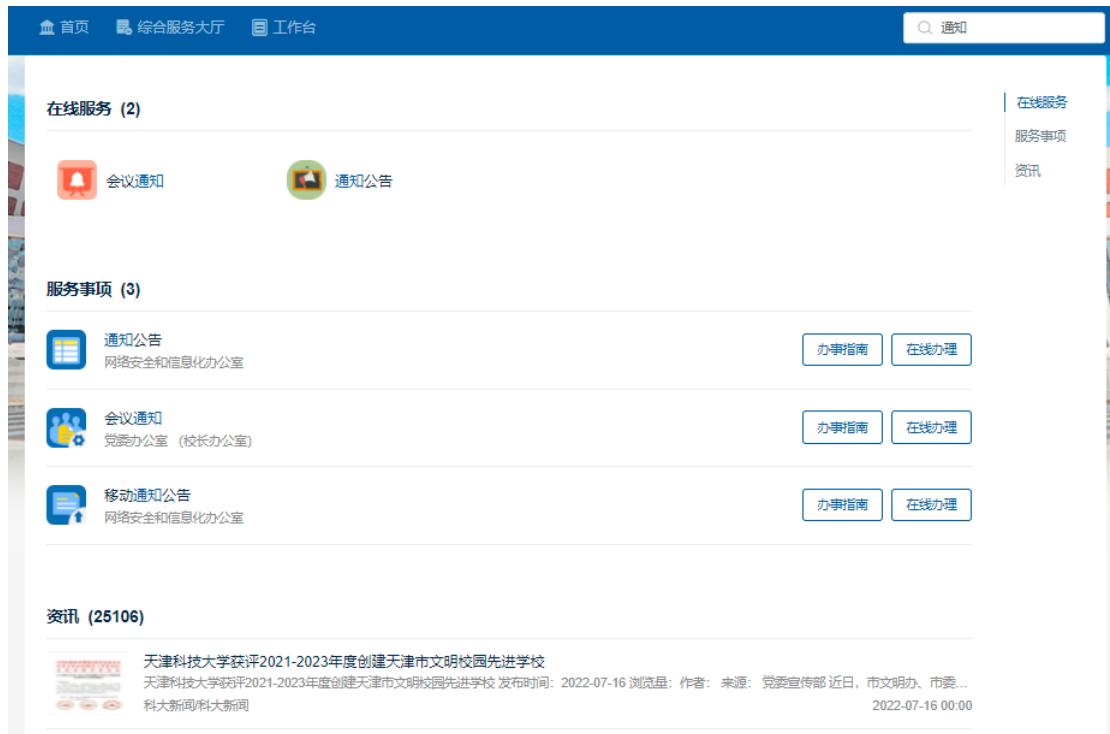 首页 综合服务大厅 工作台 通知
在线服务 (2)
在线服务
服务事项
资讯
会议通知 通知公告
服务事项 (3)
通知公告
网络安全和信息化办公室
办事指南 在线办理
会议通知
党委办公室 (校长办公室)
办事指南 在线办理
移动通知公告
网络安全和信息化办公室
办事指南 在线办理
资讯 (25106)
天津科技大学获评2021-2023年度创建天津市文明校园先进学校
天津科技大学获评2021-2023年度创建天津市文明校园先进学校 发布时间：2022-07-16 浏览量：作者： 来源： 党委宣传部 近日，市文明办、市委...
科大新闻/科大新闻 2022-07-16 00:00